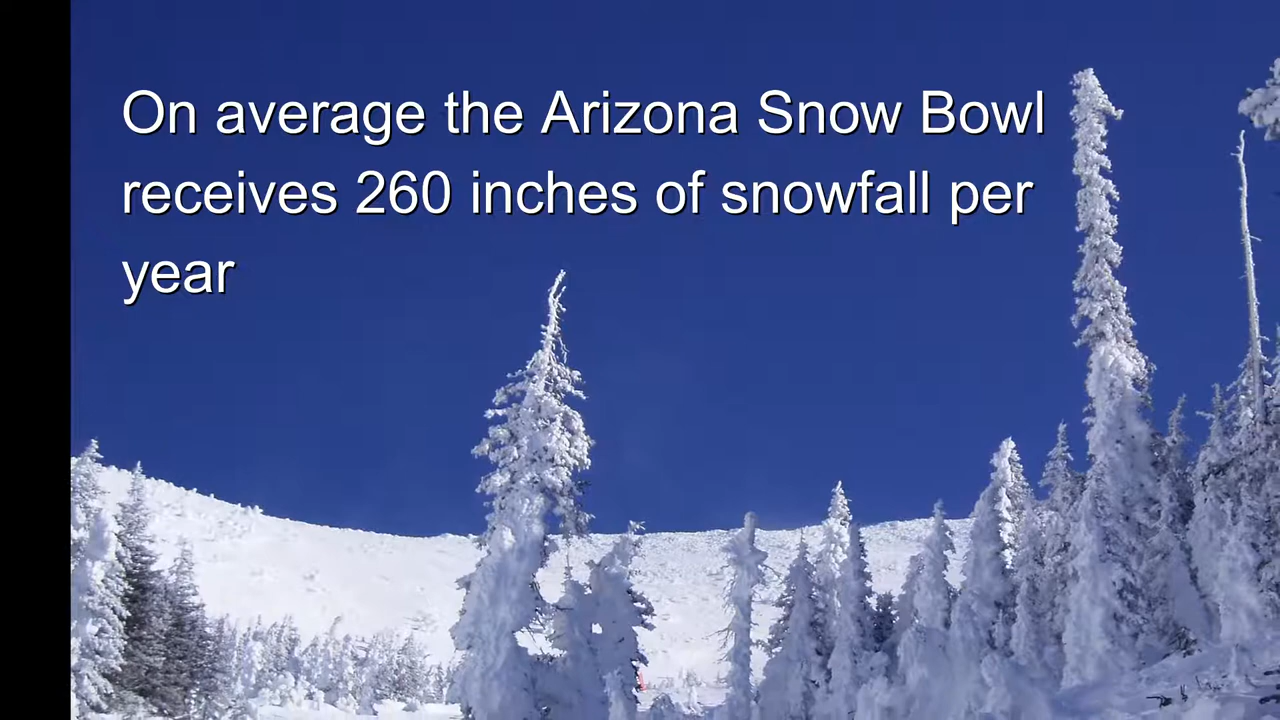 On average the Arizona Snow Bowl
receives 260 inches of snowfall per
year